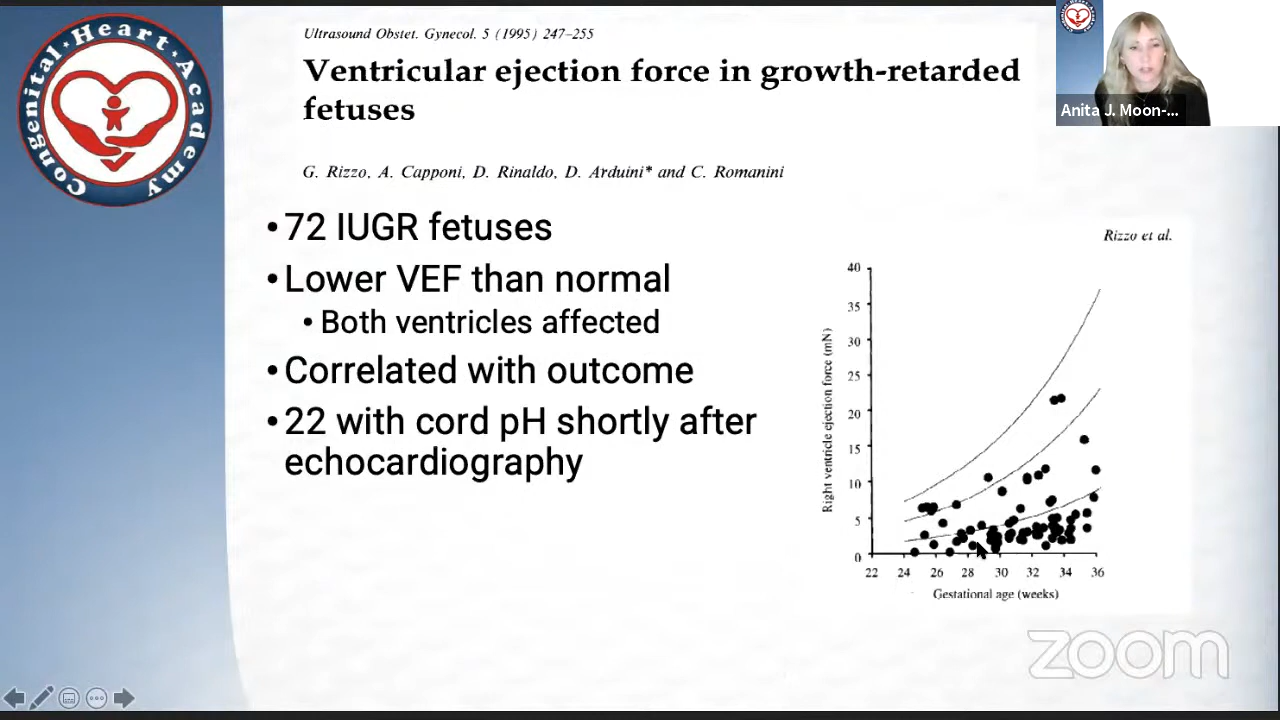 Congenital · Heart · Academy
Ultrasound Obstet. Gynecol. 5 (1995) 247–255
Ventricular ejection force in growth-retarded
fetuses
G. Rizzo, A. Capponi, D. Rinaldo, D. Arduini* and C. Romanini
• 72 IUGR fetuses
• Lower VEF than normal
• Both ventricles affected
• Correlated with outcome
• 22 with cord pH shortly after
echocardiography
Anita J. Moon-...
Rizzo et al.
Right ventricle ejection force (mN)
40
35
30
25
20
15
10
5
0
22 24 26 28 30 32 34 36
Gestational age (weeks)
zoom